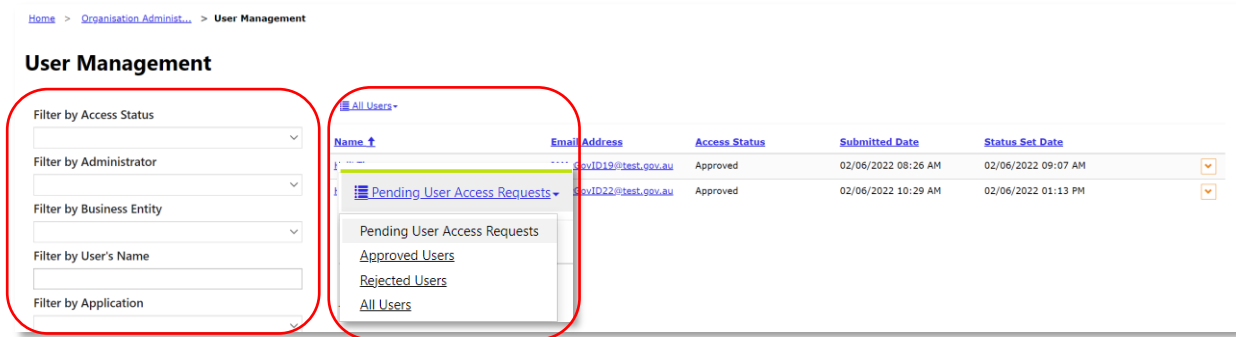 Home > Organisation Administ... > User Management
User Management
Filter by Access Status
Filter by Administrator
Filter by Business Entity
Filter by User's Name
Filter by Application
All Users
Name Email Address Access Status Submitted Date Status Set Date
GovID19@test.gov.au Approved 02/06/2022 08:26 AM 02/06/2022 09:07 AM
GovID22@test.gov.au Approved 02/06/2022 10:29 AM 02/06/2022 01:13 PM
Pending User Access Requests
Pending User Access Requests
Approved Users
Rejected Users
All Users